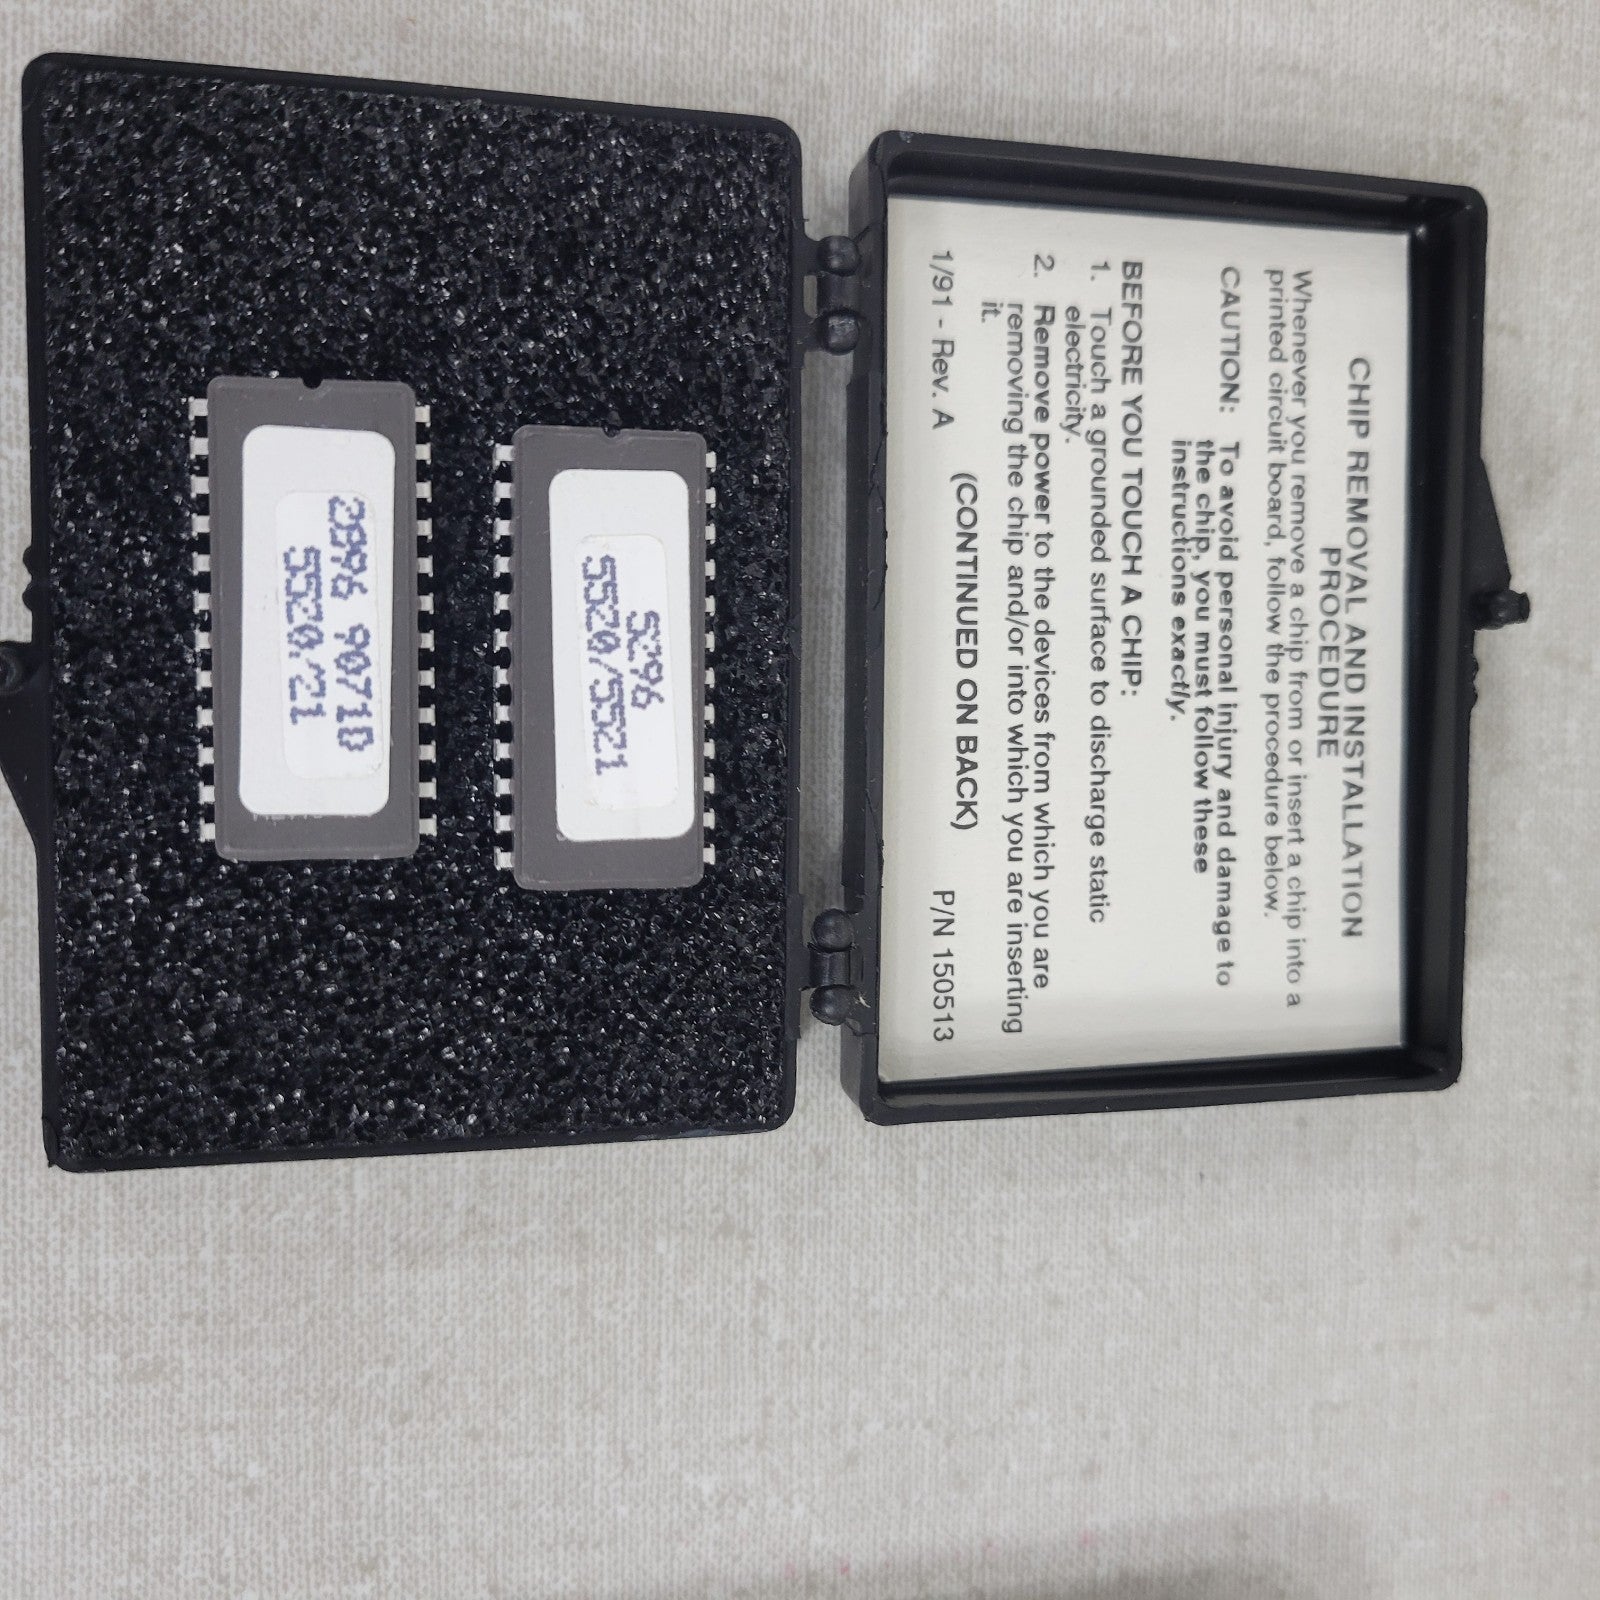 CHIP REMOVAL AND INSTALLATION
PROCEDURE
Whenever you remove a chip from or insert a chip into a
printed circuit board, follow the procedure below.
CAUTION: To avoid personal injury and damage to
the chip, you must follow these
instructions exactly.
BEFORE YOU TOUCH A CHIP:
1. Touch a grounded surface to discharge static
electricity.
2. Remove power to the devices from which you are
removing the chip and/or into which you are inserting
it.
(CONTINUED ON BACK)
1/91 - Rev. A P/N 150513
S296
5520/5521
2896 9071D
5520/21